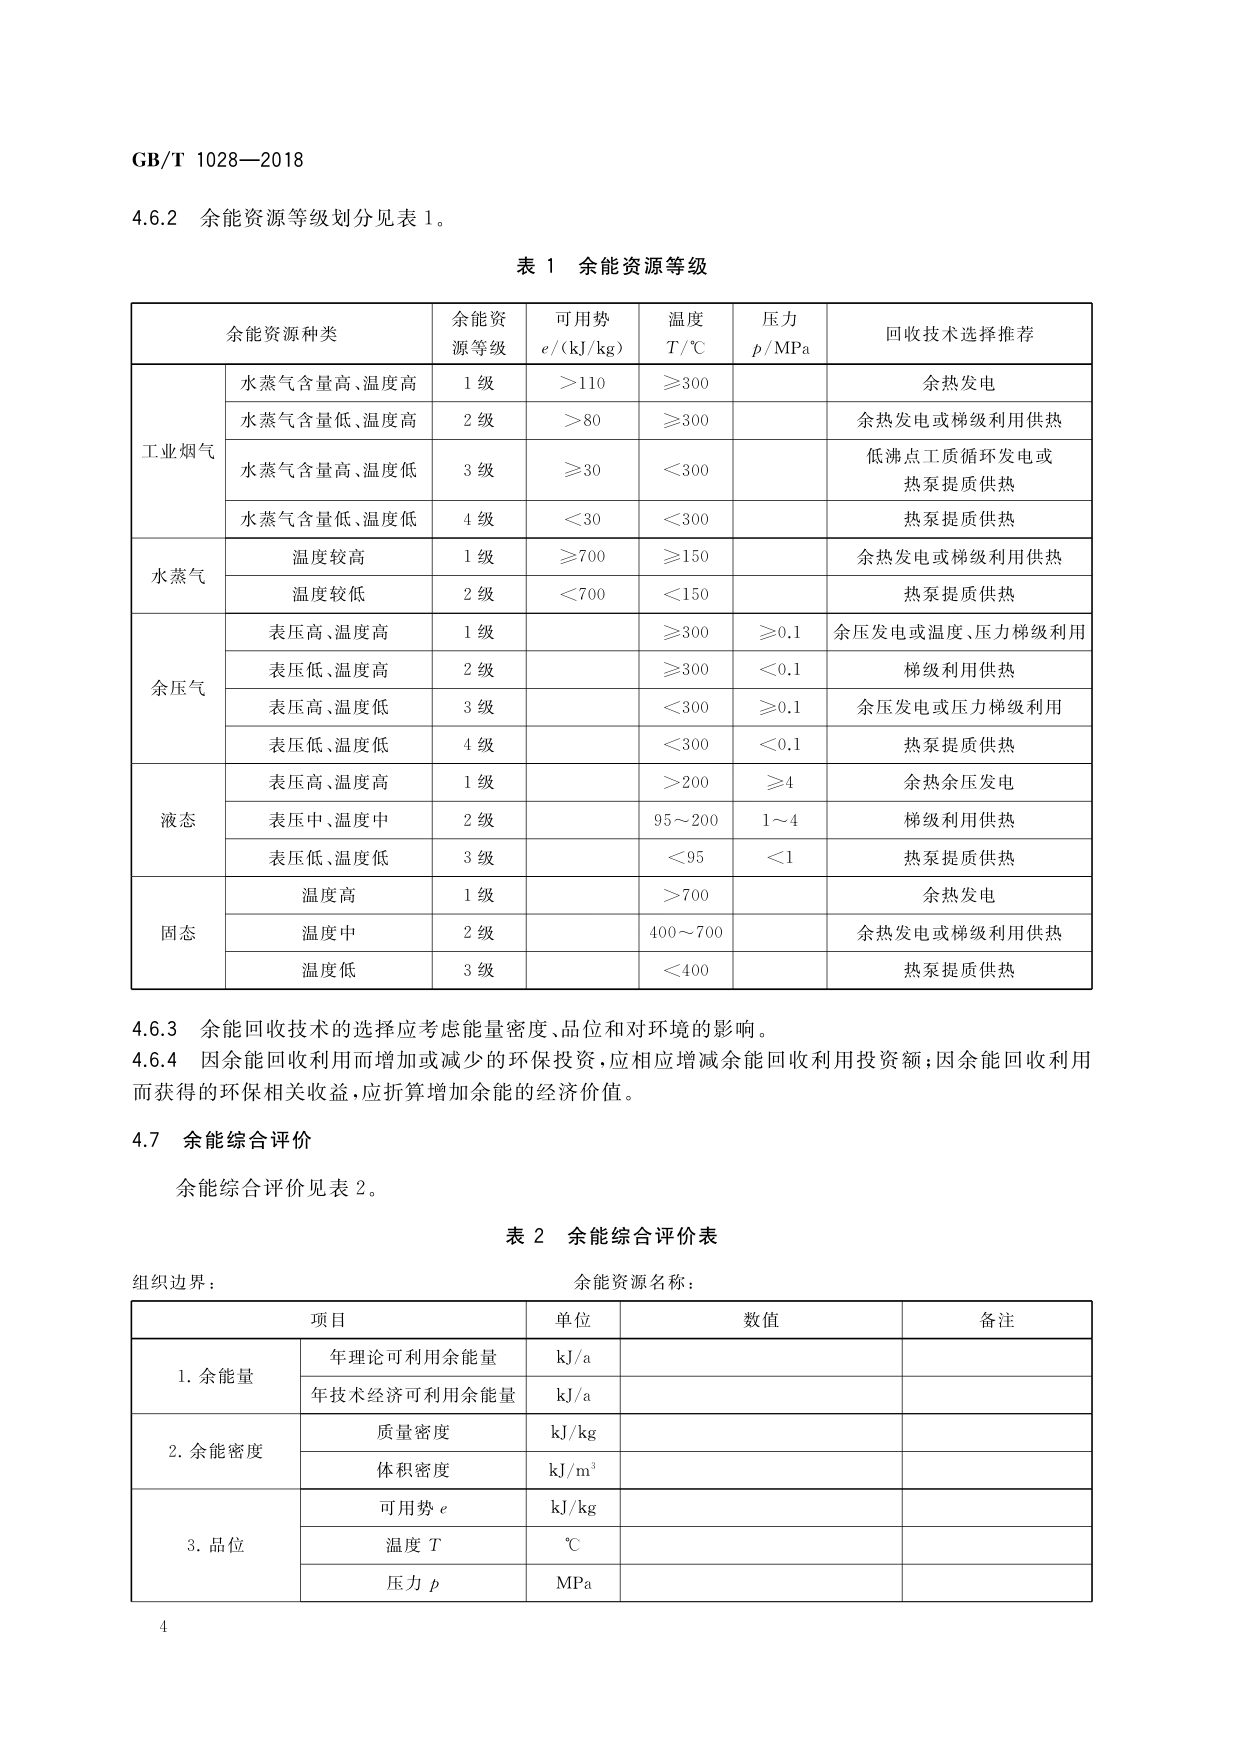 GB/T 1028—2018
4.6.2 余能资源等级划分见表 1。
表 1 余能资源等级
余能资源种类 余能资源等级 可用势 e/(kJ/kg) 温度 T/℃ 压力 p/MPa 回收技术选择推荐
工业烟气 水蒸气含量高、温度高 1 级 >110 ≥300 余热发电
水蒸气含量低、温度高 2 级 >80 ≥300 余热发电或梯级利用供热
水蒸气含量高、温度低 3 级 ≥30 <300 低沸点工质循环发电或
热泵提质供热
水蒸气含量低、温度低 4 级 <30 <300 热泵提质供热
水蒸气 温度较高 1 级 ≥700 ≥150 余热发电或梯级利用供热
温度较低 2 级 <700 <150 热泵提质供热
余压气 表压高、温度高 1 级 ≥300 ≥0.1 余压发电或温度、压力梯级利用
表压低、温度高 2 级 ≥300 <0.1 梯级利用供热
表压高、温度低 3 级 <300 ≥0.1 余压发电或压力梯级利用
表压低、温度低 4 级 <300 <0.1 热泵提质供热
液态 表压高、温度高 1 级 >200 ≥4 余热余压发电
表压中、温度中 2 级 95～200 1～4 梯级利用供热
表压低、温度低 3 级 <95 <1 热泵提质供热
固态 温度高 1 级 >700 余热发电
温度中 2 级 400～700 余热发电或梯级利用供热
温度低 3 级 <400 热泵提质供热
4.6.3 余能回收技术的选择应考虑能量密度、品位和对环境的影响。
4.6.4 因余能回收利用而增加或减少的环保投资,应相应增减余能回收利用投资额;因余能回收利用
而获得的环保相关收益,应折算增加余能的经济价值。
4.7 余能综合评价
余能综合评价见表 2。
表 2 余能综合评价表
组织边界: 余能资源名称:
项目 单位 数值 备注
1. 余能量 年理论可利用余能量 kJ/a
年技术经济可利用余能量 kJ/a
2. 余能密度 质量密度 kJ/kg
体积密度 kJ/m³
3. 品位 可用势 e kJ/kg
温度 T ℃
压力 p MPa
4